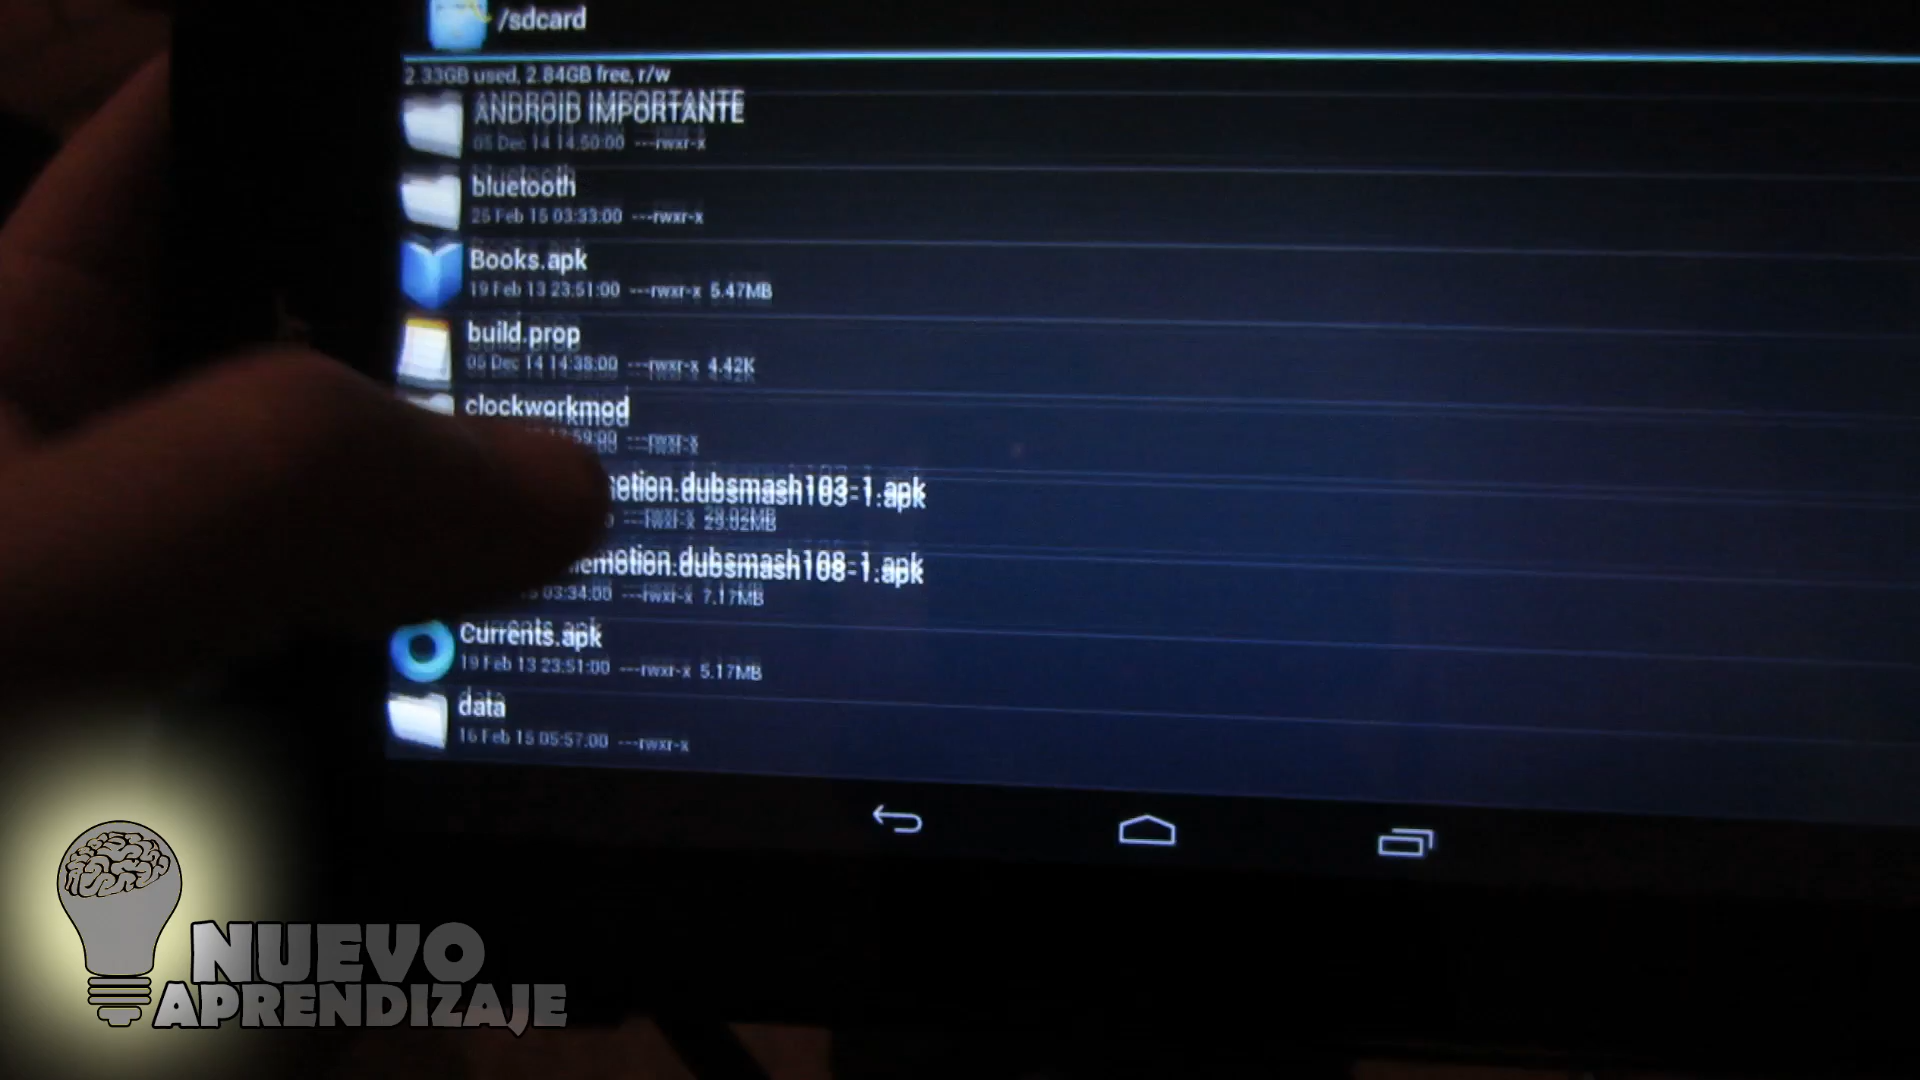 /sdcard
2.33GB used, 2.84GB free, r/w
ANDROID IMPORTANTE
05 Dec 14 14:50:00 ---rwxr-x
bluetooth
25 Feb 15 03:33:00 ---rwxr-x
Books.apk
19 Feb 13 23:51:00 ---rwxr-x 5.47MB
build.prop
05 Dec 14 14:38:00 ---rwxr-x 4.42K
clockworkmod
:59:00 ---rwxr-x
otion.dubsmash103-1.apk
---rwxr-x 29.02MB
emotion.dubsmash108-1.apk
03:34:00 ---rwxr-x 7.17MB
Currents.apk
19 Feb 13 23:51:00 ---rwxr-x 5.17MB
data
16 Feb 15 05:57:00 ---rwxr-x
NUEVO
APRENDIZAJE